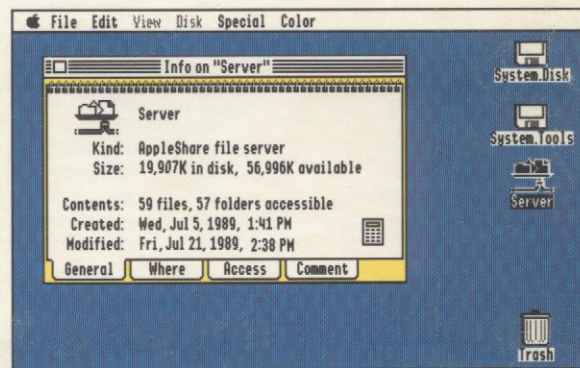 File Edit View Disk Special Color
Info on "Server"
Server
Kind: AppleShare file server
Size: 19,907K in disk, 56,996K available
Contents: 59 files, 57 folders accessible
Created: Wed, Jul 5, 1989, 1:41 PM
Modified: Fri, Jul 21, 1989, 2:38 PM
General Where Access Comment
System.Disk
System.Tools
Server
Trash